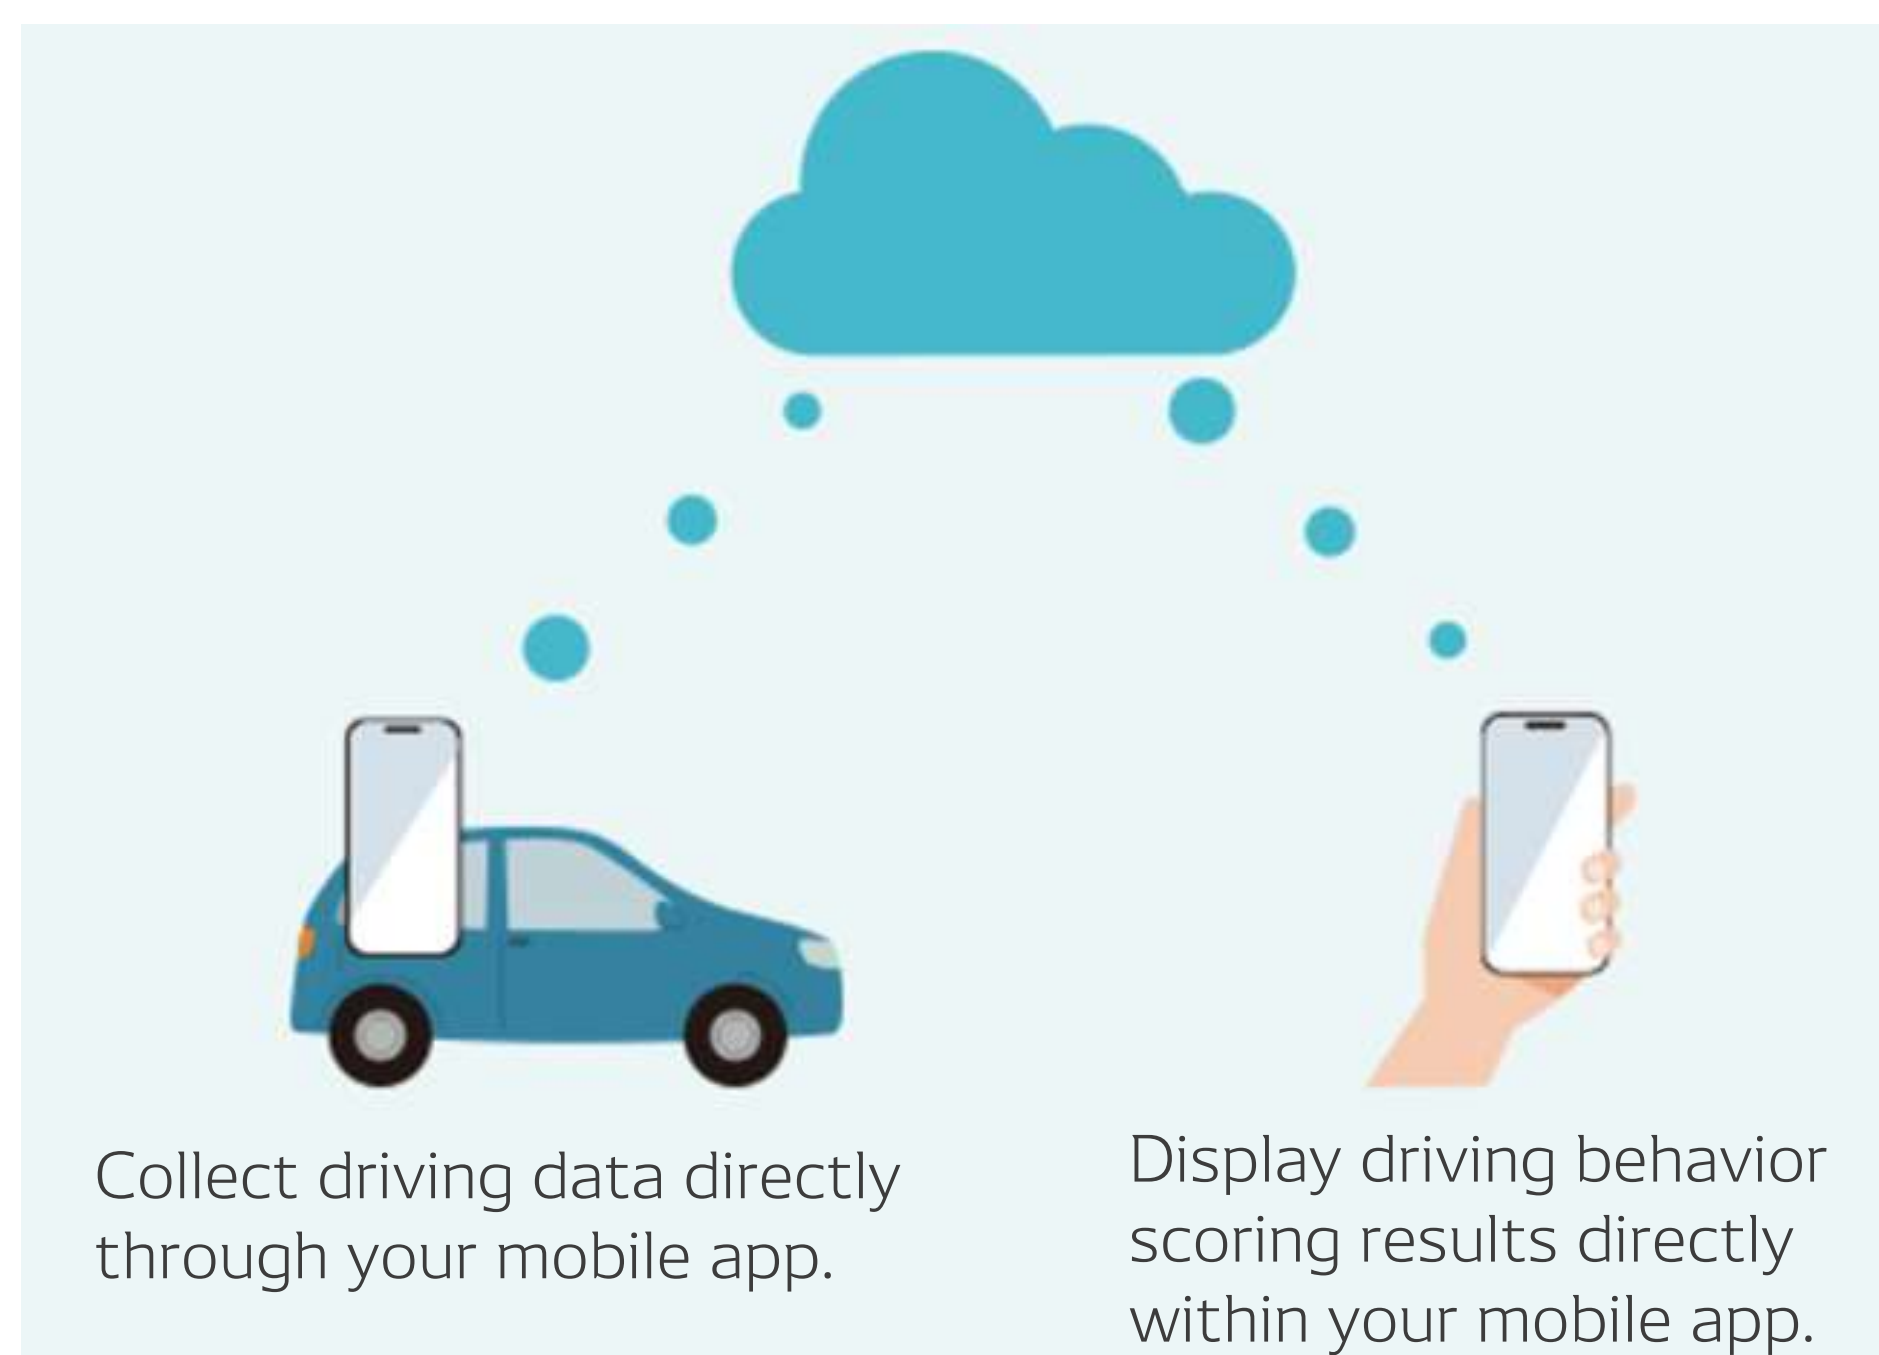 Collect driving data directly
through your mobile app.
Display driving behavior
scoring results directly
within your mobile app.